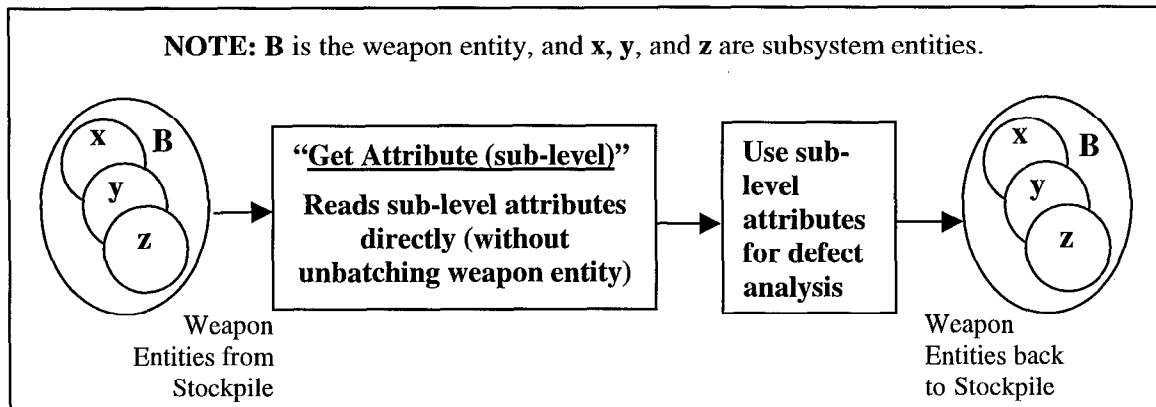 NOTE: B is the weapon entity, and x, y, and z are subsystem entities.
x
B
y
z
Weapon
Entities from
Stockpile
“Get Attribute (sub-level)”
Reads sub-level attributes
directly (without
unbatching weapon entity)
Use sub-
level
attributes
for defect
analysis
x
B
y
z
Weapon
Entities back
to Stockpile